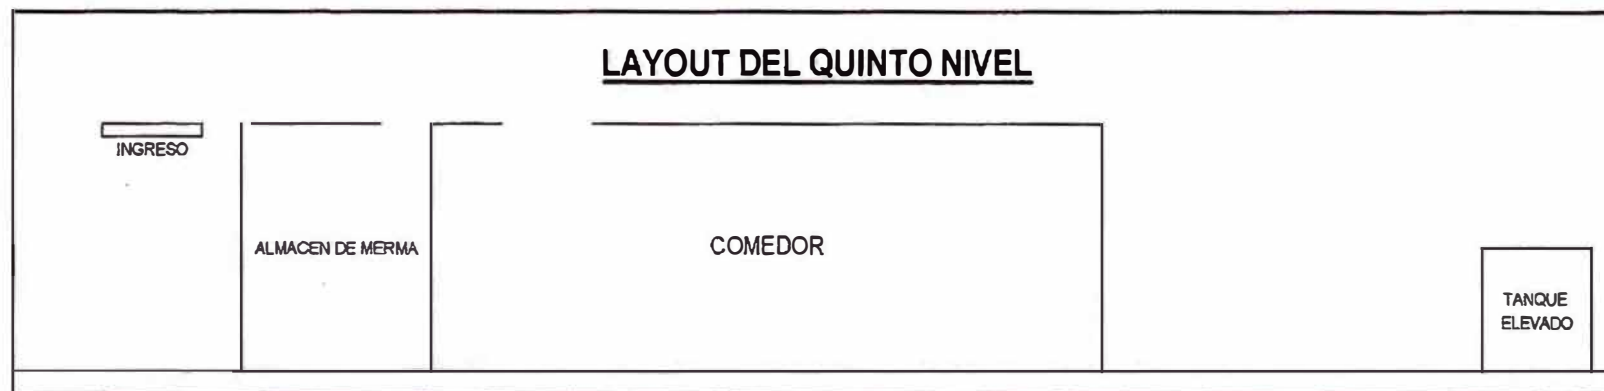 LAYOUT DEL QUINTO NIVEL
INGRESO
ALMACEN DE MERMA
COMEDOR
TANQUE
ELEVADO